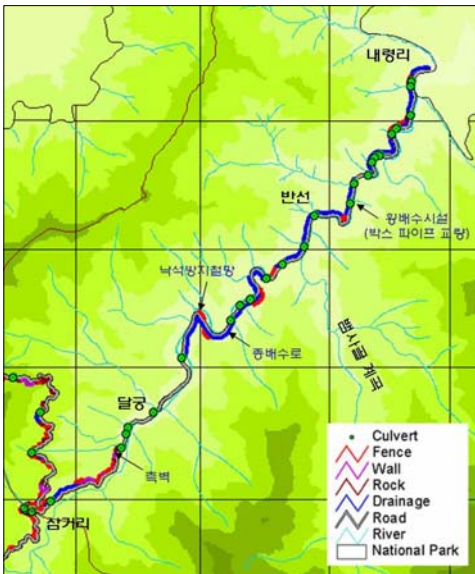 내령리
반선
횡배수시설
(박스 파이프 교량)
낙석방지철망
종배수로
뱀사골 계곡
달궁
측벽
삼거리
Culvert
Fence
Wall
Rock
Drainage
Road
River
National Park